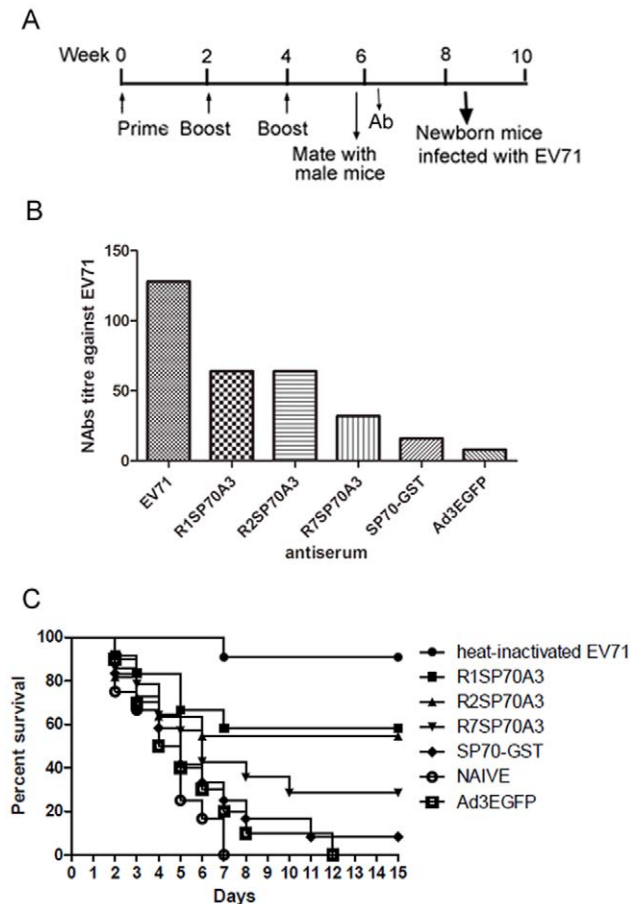 A
Week 0 2 4 6 8 10
Prime Boost Boost Ab
Mate with
male mice
Newborn mice
infected with EV71
B
NAbs titre against EV71
150
100
50
0
EV71 R1SP70A3 R2SP70A3 R7SP70A3 SP70-GST Ad3EGFP
antiserum
C
Percent survival
100
80
60
40
20
0
0 1 2 3 4 5 6 7 8 9 10 11 12 13 14 15
Days
heat-inactivated EV71
R1SP70A3
R2SP70A3
R7SP70A3
SP70-GST
NAIVE
Ad3EGFP